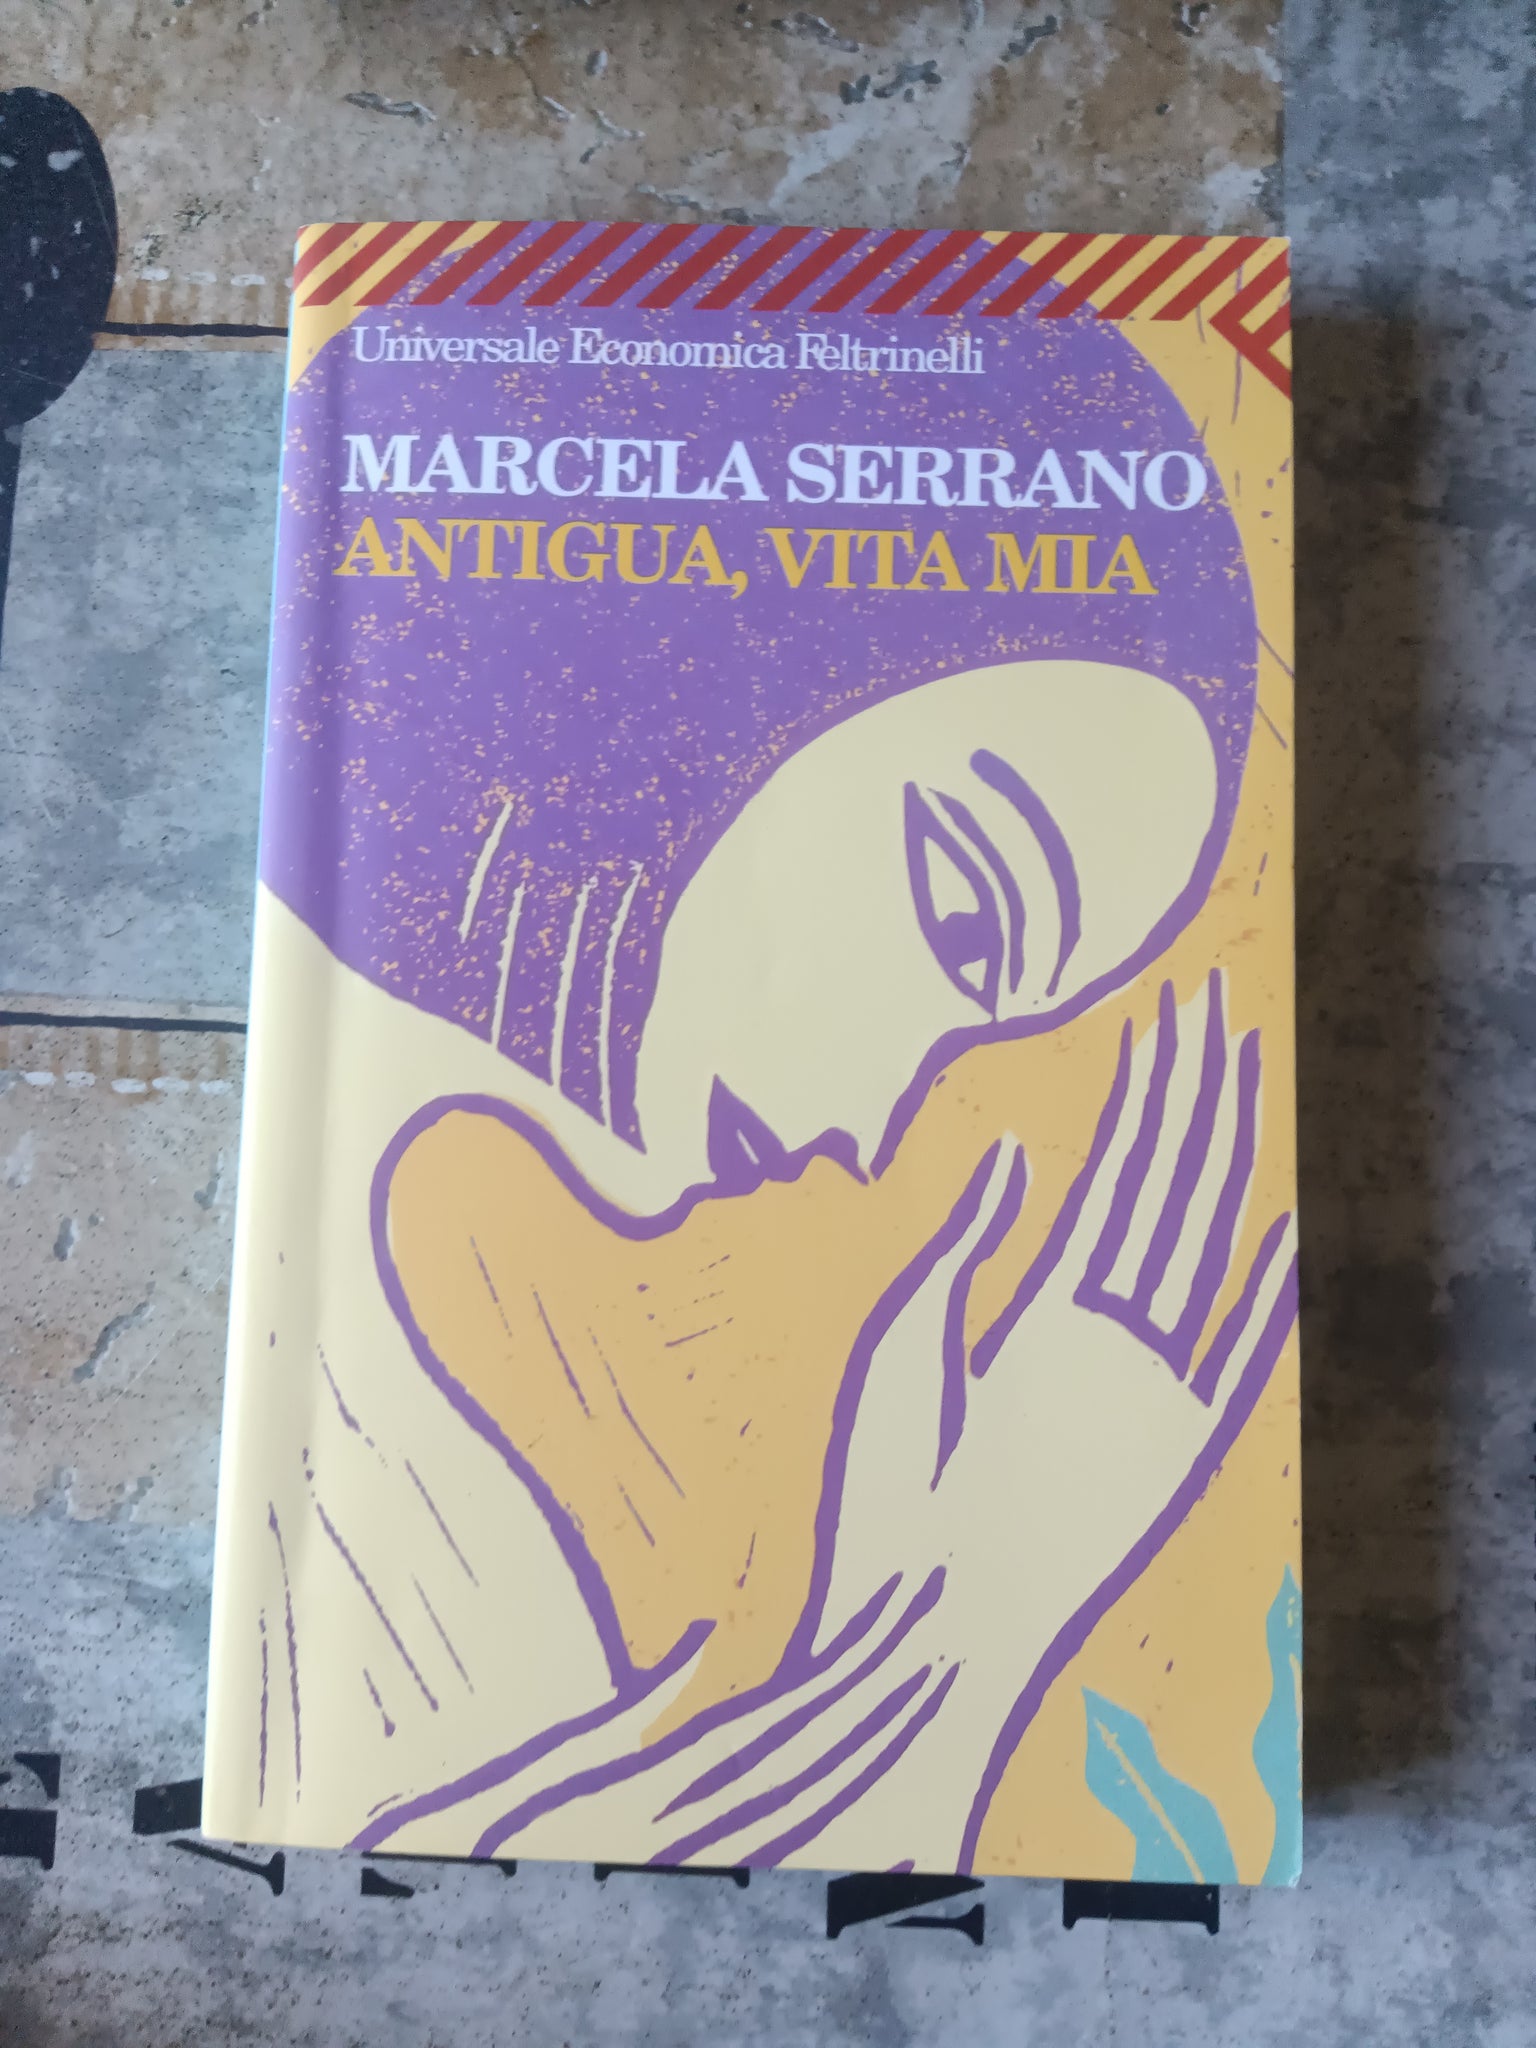 Universale Economica Feltrinelli
MARCELA SERRANO
ANTIGUA, VITA MIA